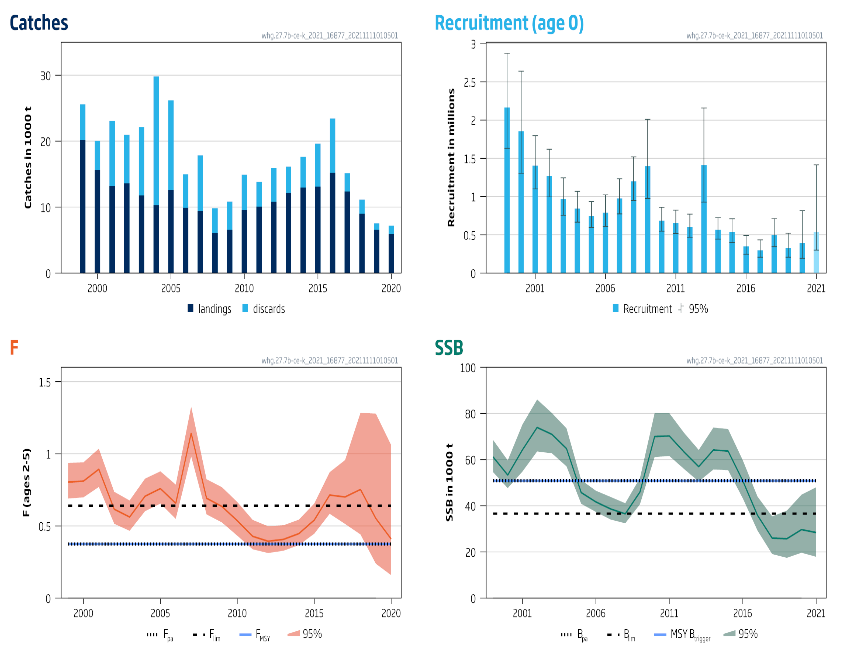 Catches
whg.27.7b-ce-k_2021_16877_20211111010501
Catches in 1000 t
30
20
10
0
2000
2005
2010
2015
2020
landings
discards
Recruitment (age 0)
whg.27.7b-ce-k_2021_16877_20211111010501
Recruitment in millions
3
2.5
2
1.5
1
0.5
0
2001
2006
2011
2016
2021
Recruitment
95%
F
whg.27.7b-ce-k_2021_16877_20211111010501
F (ages 2-5)
1.5
1
0.5
0
2000
2005
2010
2015
2020
Fpa
Flim
FMSY
95%
SSB
whg.27.7b-ce-k_2021_16877_20211111010501
SSB in 1000 t
100
80
60
40
20
0
2001
2006
2011
2016
2021
Bpa
Blim
MSY Btrigger
95%